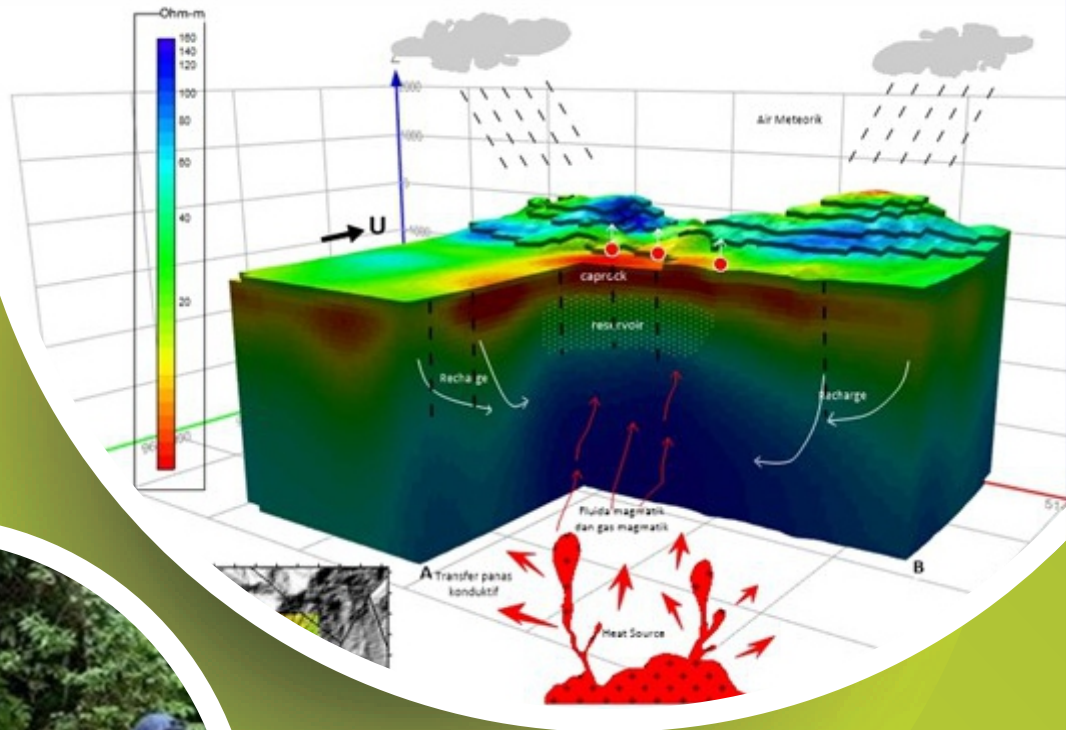 Ohm-m
160
140
120
80
60
40
20
Air Meteorik
U
caprock
reservoir
Recharge
Recharge
Fluida magmatik
dan gas magmatik
A
B
Transfer panas
konduktif
Heat Source